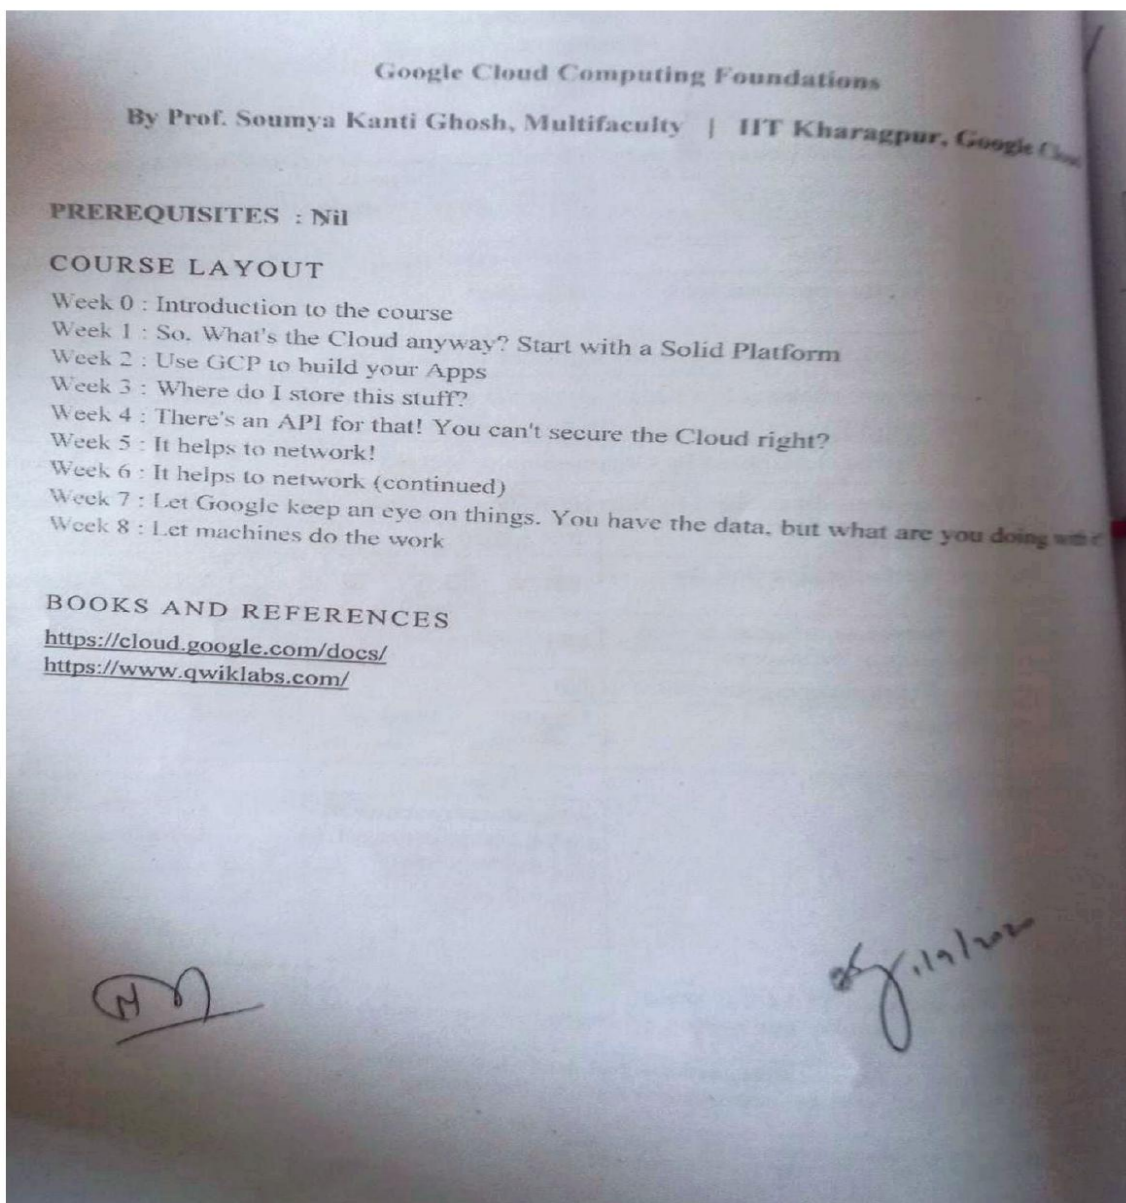 Google Cloud Computing Foundations
By Prof. Soumya Kanti Ghosh, Multifaculty | IIT Kharagpur, Google Cloud
PREREQUISITES : Nil
COURSE LAYOUT
Week 0 : Introduction to the course
Week 1 : So, What's the Cloud anyway? Start with a Solid Platform
Week 2 : Use GCP to build your Apps
Week 3 : Where do I store this stuff?
Week 4 : There's an API for that! You can't secure the Cloud right?
Week 5 : It helps to network!
Week 6 : It helps to network (continued)
Week 7 : Let Google keep an eye on things. You have the data, but what are you doing with
Week 8 : Let machines do the work
BOOKS AND REFERENCES
https://cloud.google.com/docs/
https://www.qwiklabs.com/